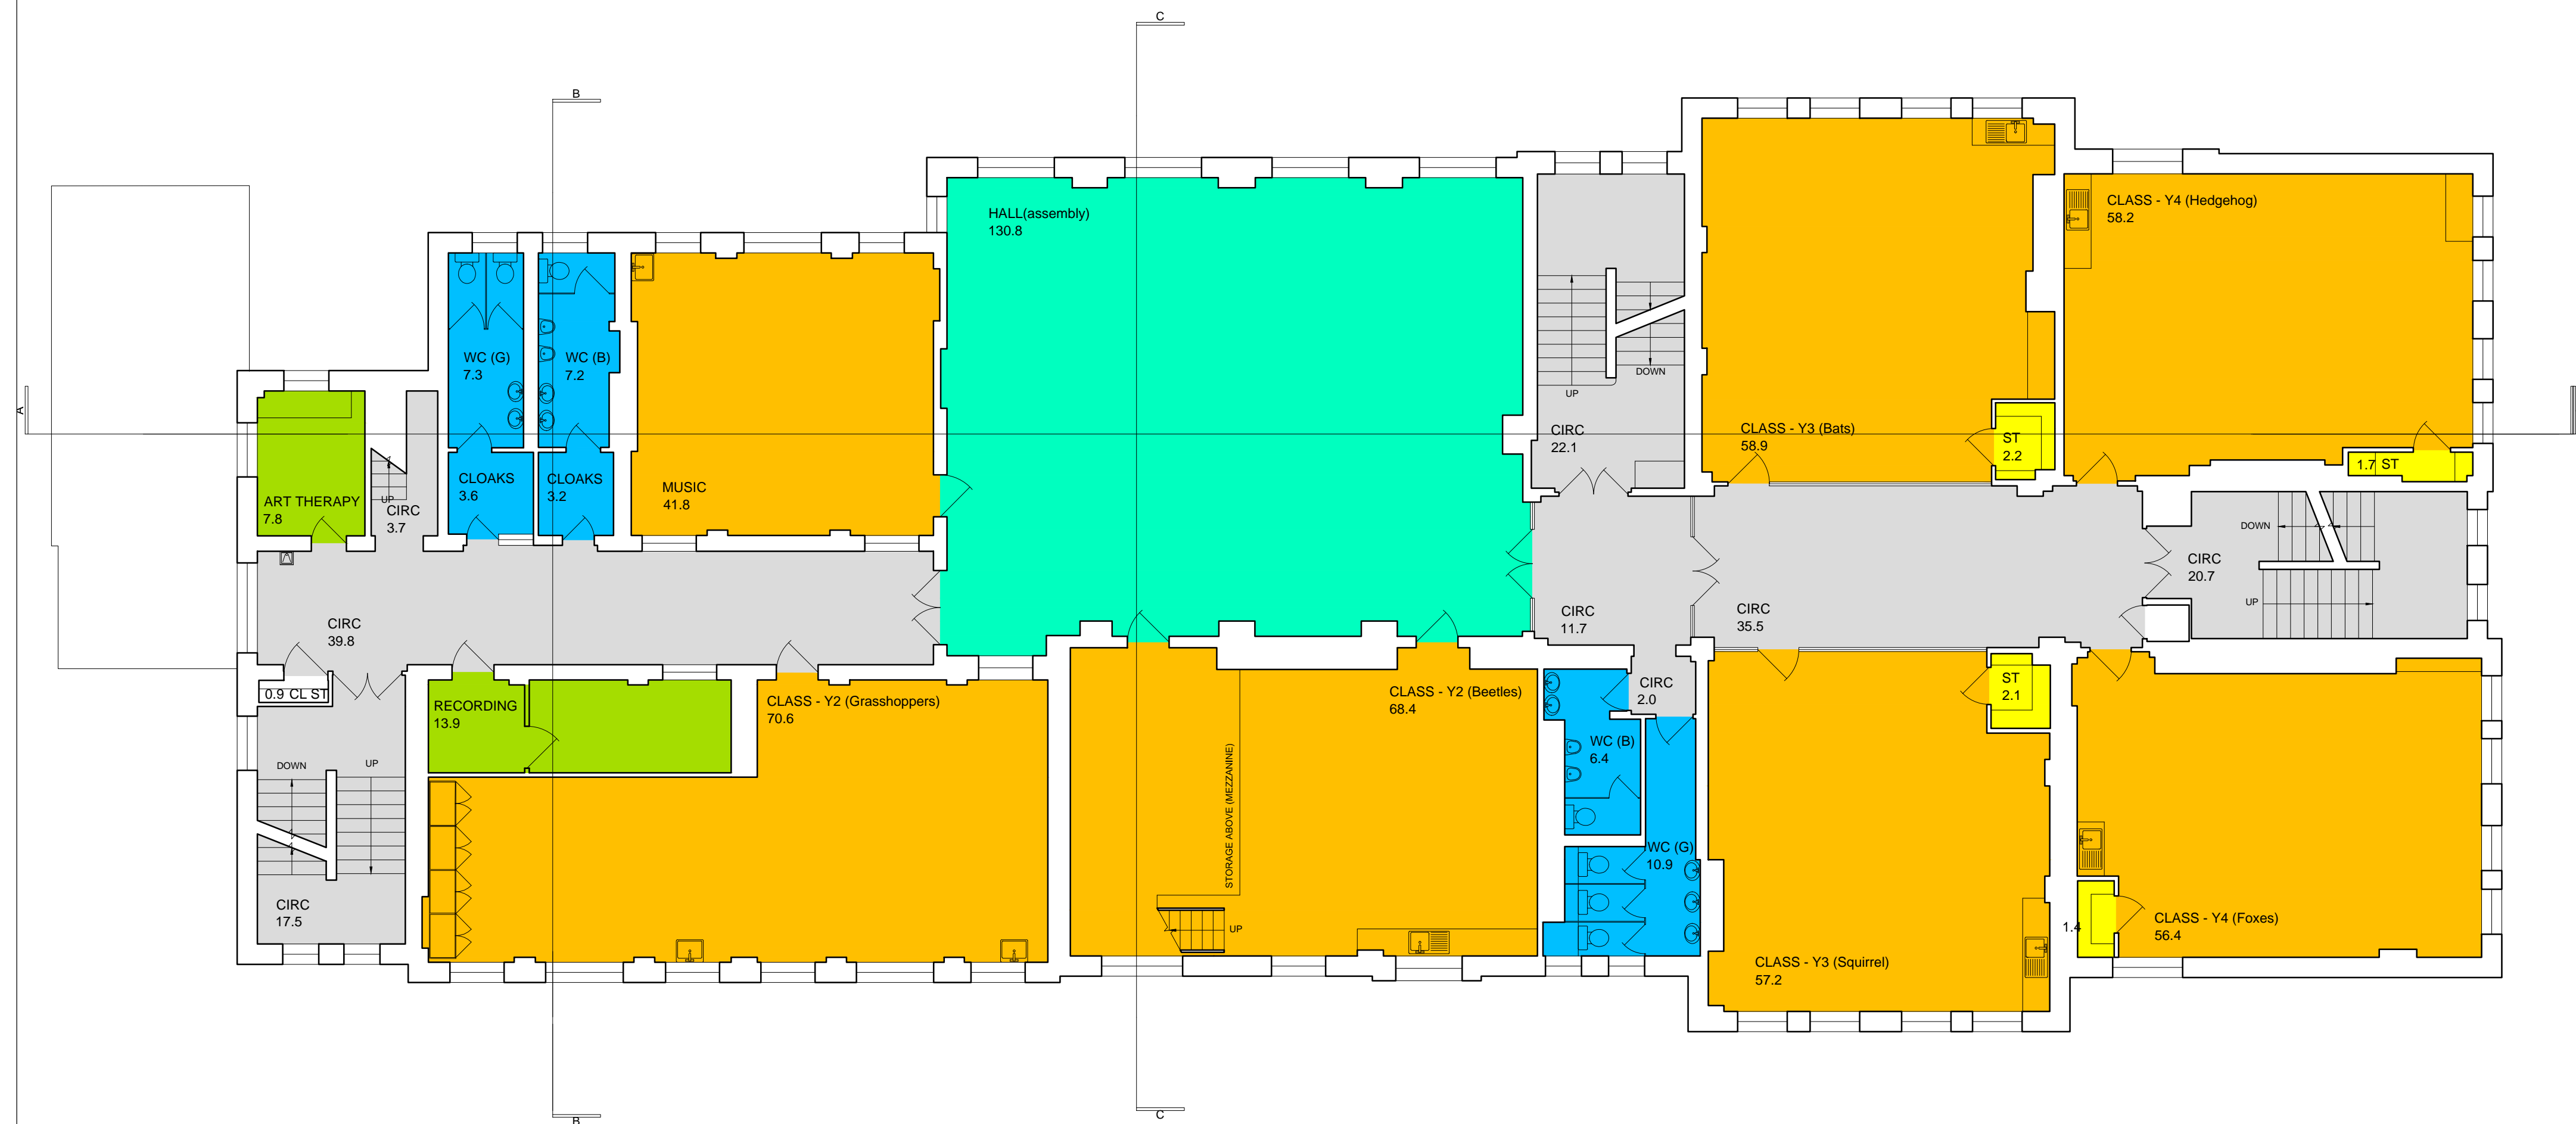 C
B
HALL(assembly)
130.8
CLASS - Y4 (Hedgehog)
58.2
WC (G)
7.3
WC (B)
7.2
DOWN
UP
A
CIRC
22.1
CLASS - Y3 (Bats)
58.9
ST
2.2
1.7 ST
ART THERAPY
7.8
UP
CIRC
3.7
CLOAKS
3.6
CLOAKS
3.2
MUSIC
41.8
DOWN
CIRC
20.7
UP
CIRC
39.8
CIRC
11.7
CIRC
35.5
0.9 CL ST
RECORDING
13.9
CLASS - Y2 (Grasshoppers)
70.6
CLASS - Y2 (Beetles)
68.4
CIRC
2.0
ST
2.1
DOWN
UP
STORAGE ABOVE (MEZZANINE)
WC (B)
6.4
WC (G)
10.9
CIRC
17.5
UP
1.4
CLASS - Y4 (Foxes)
56.4
CLASS - Y3 (Squirrel)
57.2
B
C